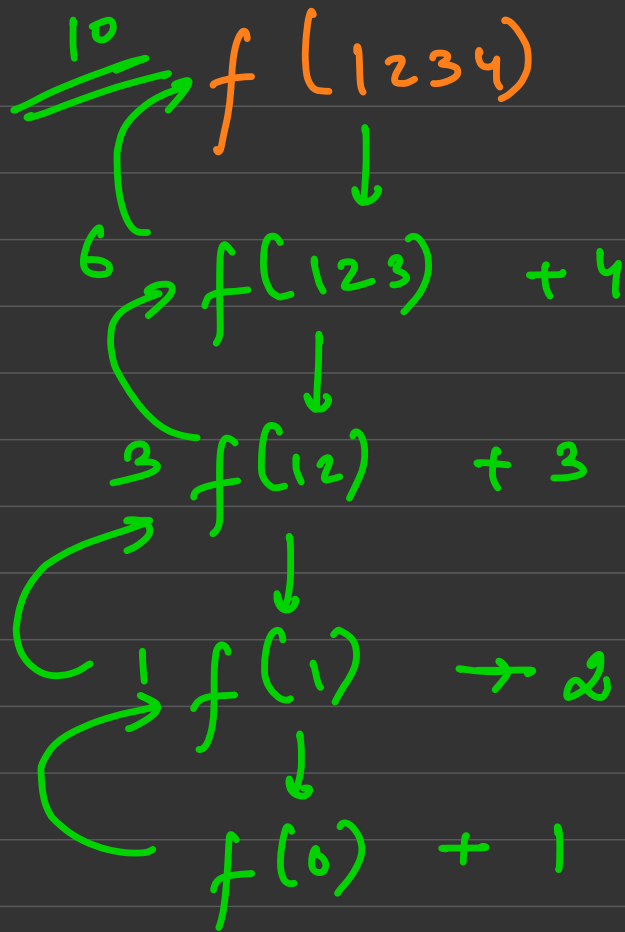 10 f(1234)
6 f(123) + 4
3 f(12) + 3
1 f(1) → 2
f(0) + 1